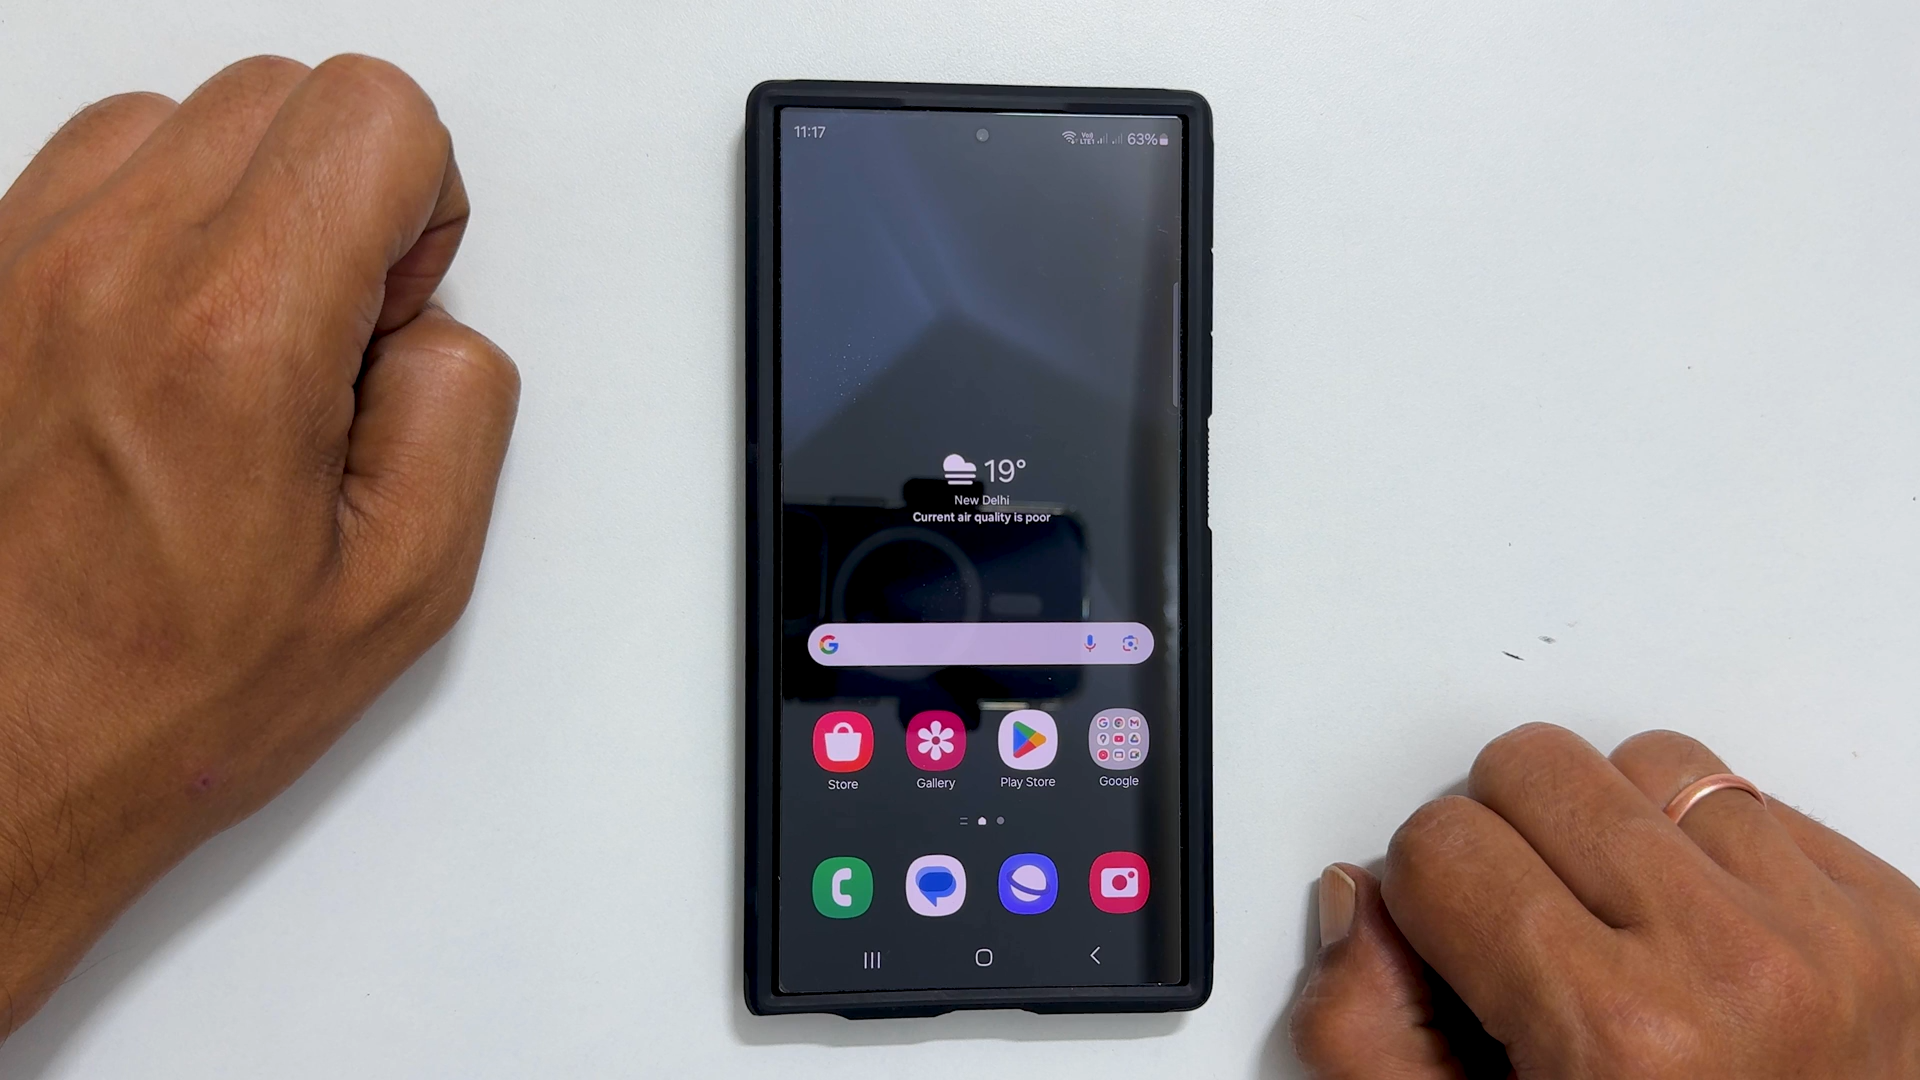 11:17
63%
19°
New Delhi
Current air quality is poor
Store
Gallery
Play Store
Google